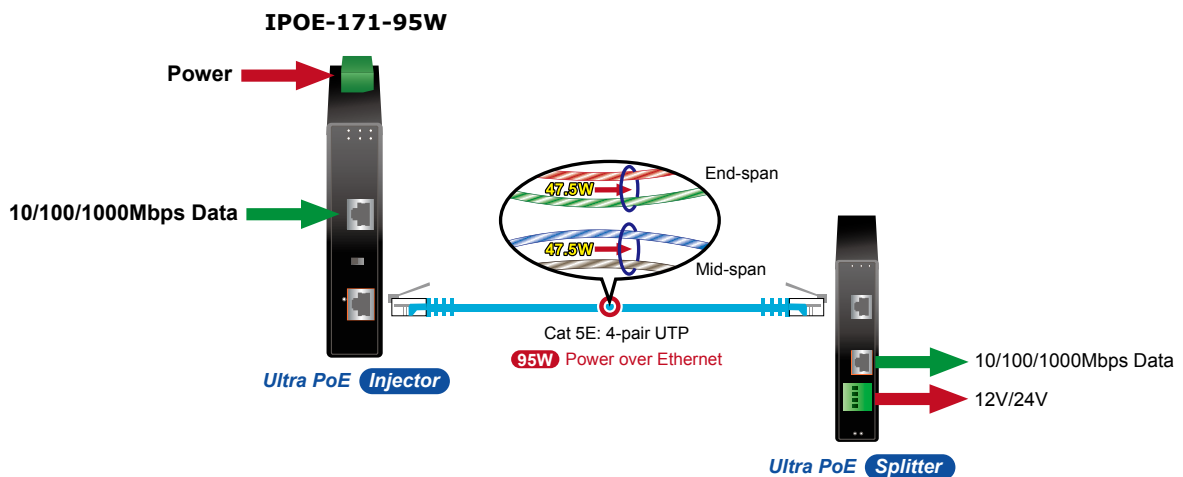 IPOE-171-95W
Power
10/100/1000Mbps Data
End-span
47.5W
47.5W
Mid-span
Cat 5E: 4-pair UTP
95W Power over Ethernet
Ultra PoE Injector
10/100/1000Mbps Data
12V/24V
Ultra PoE Splitter